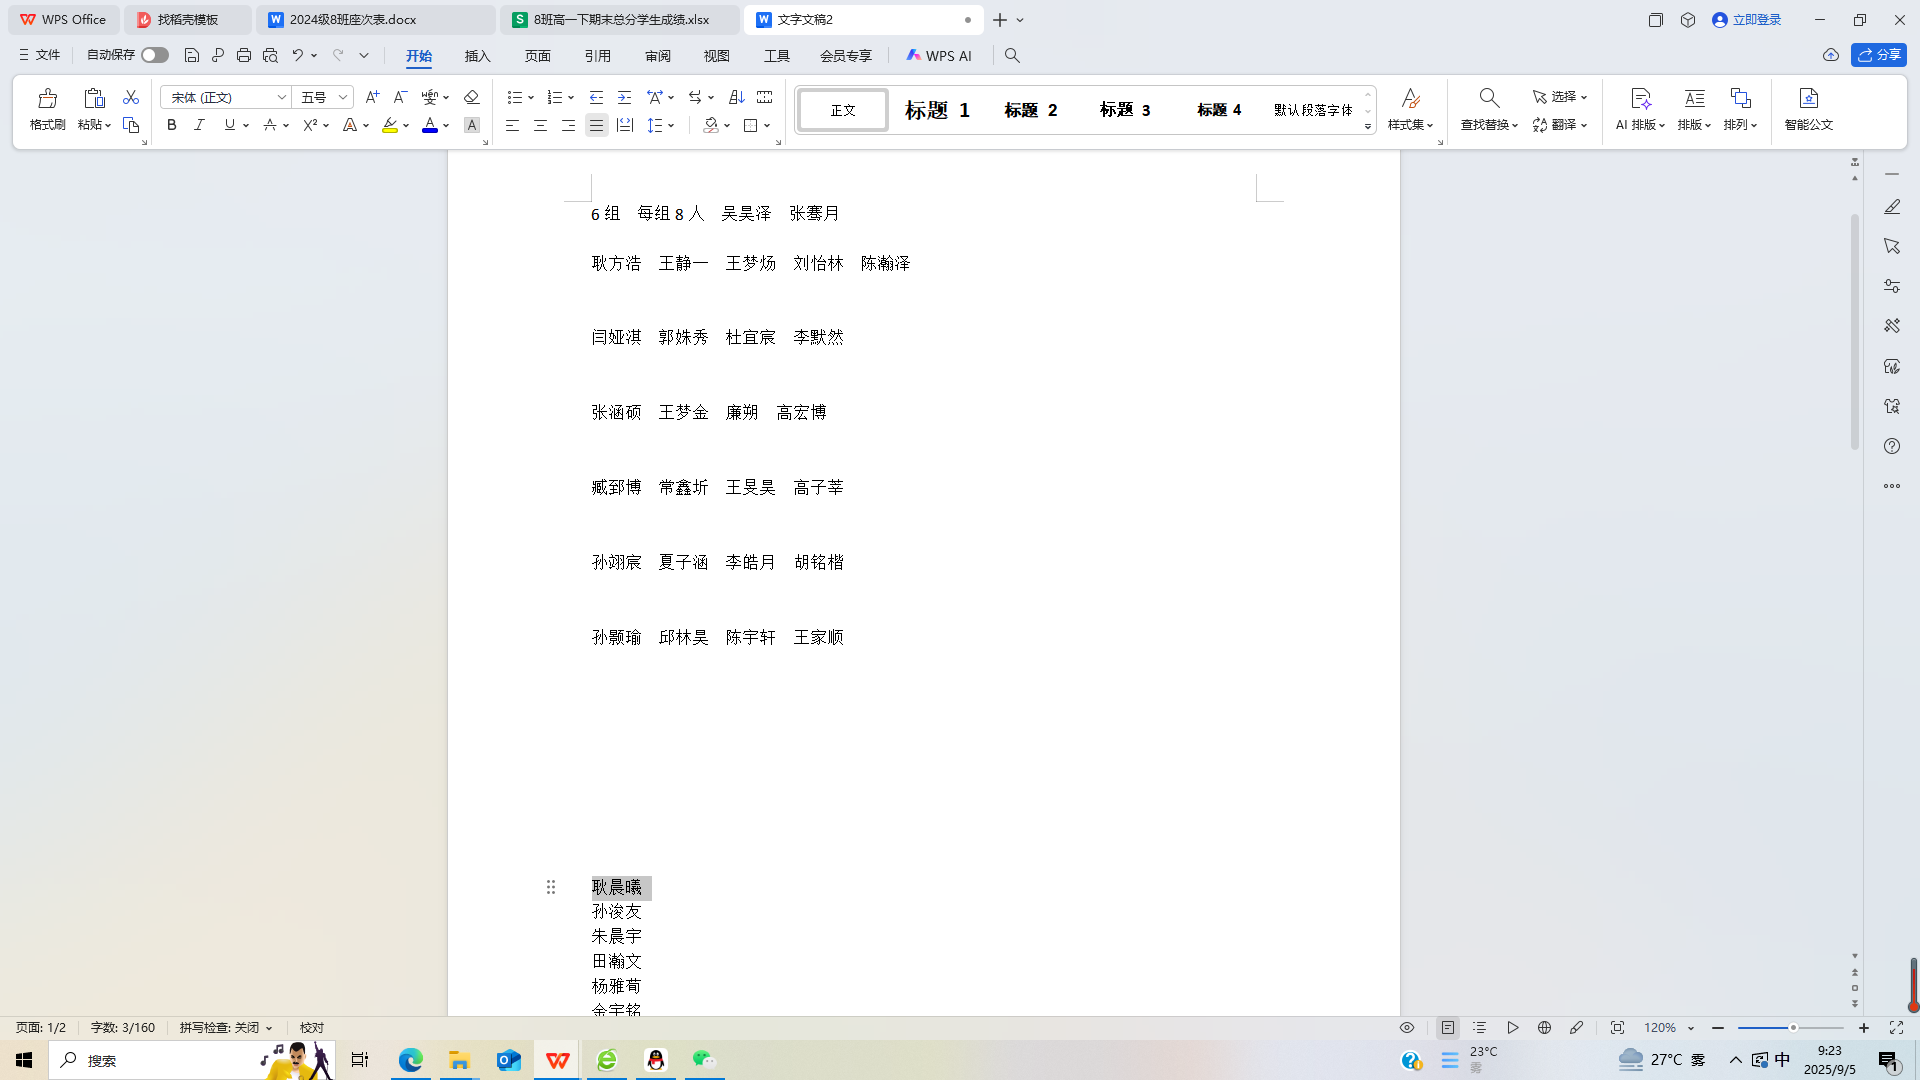 WPS Office 找稻壳模板 2024级8班座次表.docx 8班高一下期末总分学生成绩.xlsx 文字文稿2 立即登录
文件 自动保存 开始 插入 页面 引用 审阅 视图 工具 会员专享 WPS AI 分享
宋体 (正文) 五号
格式刷 粘贴 正文 标题 1 标题 2 标题 3 标题 4 默认段落字体 样式集 查找替换 选择 翻译 AI 排版 排版 排列 智能公文
6组 每组8人 吴昊泽 张骞月
耿方浩 王静一 王梦炀 刘怡林 陈瀚泽
闫娅淇 郭姝秀 杜宜宸 李默然
张涵硕 王梦金 廉朔 高宏博
臧郅博 常鑫圻 王旻昊 高子莘
孙翊宸 夏子涵 李皓月 胡铭楷
孙颢瑜 邱林昊 陈宇轩 王家顺
耿晨曦
孙浚友
朱晨宇
田瀚文
杨雅萄
金宇铭
页面: 1/2 字数: 3/160 拼写检查: 关闭 校对 120%
搜索 23°C 雾 27°C 雾 中 9:23 2025/9/5 1